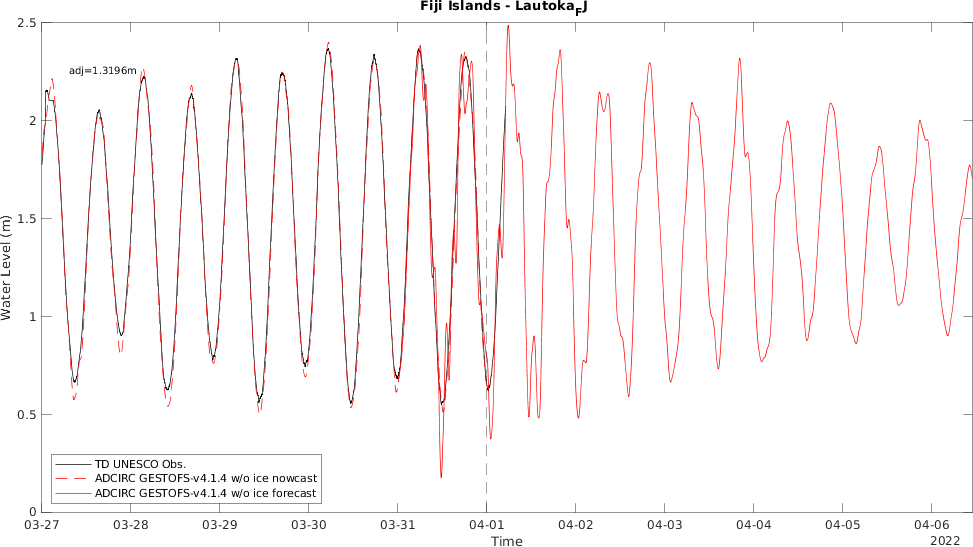 Fiji Islands - Lautoka_FJ
adj=1.3196m
2.5
2
1.5
1
0.5
0
Water Level (m)
TD UNESCO Obs.
ADCIRC GESTOFS-v4.1.4 w/o ice nowcast
ADCIRC GESTOFS-v4.1.4 w/o ice forecast
03-27 03-28 03-29 03-30 03-31 04-01 04-02 04-03 04-04 04-05 04-06
Time
2022